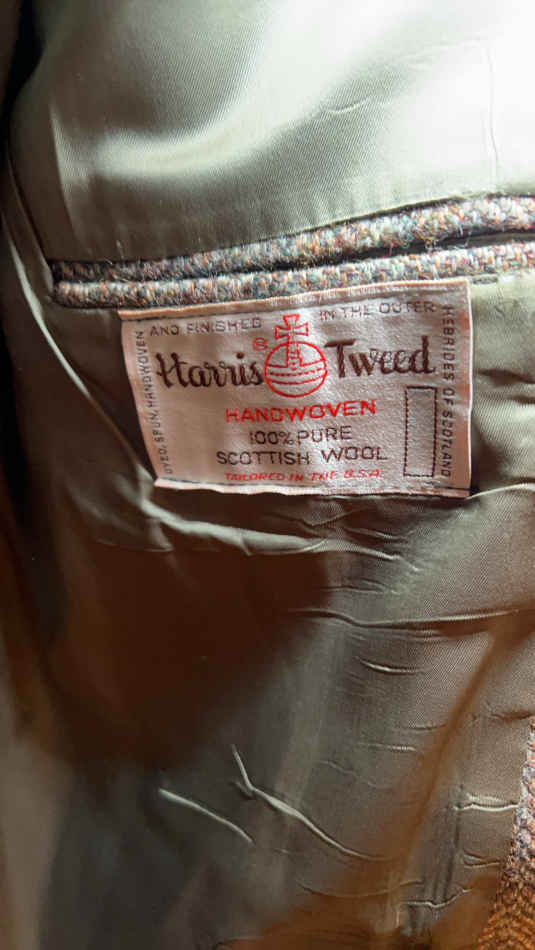 DYED, SPUN, HANDWOVEN
AND FINISHED IN THE OUTER
HEBRIDES OF SCOTLAND
Harris Tweed
®
HANDWOVEN
100% PURE
SCOTTISH WOOL
TAILORED IN THE U.S.A.